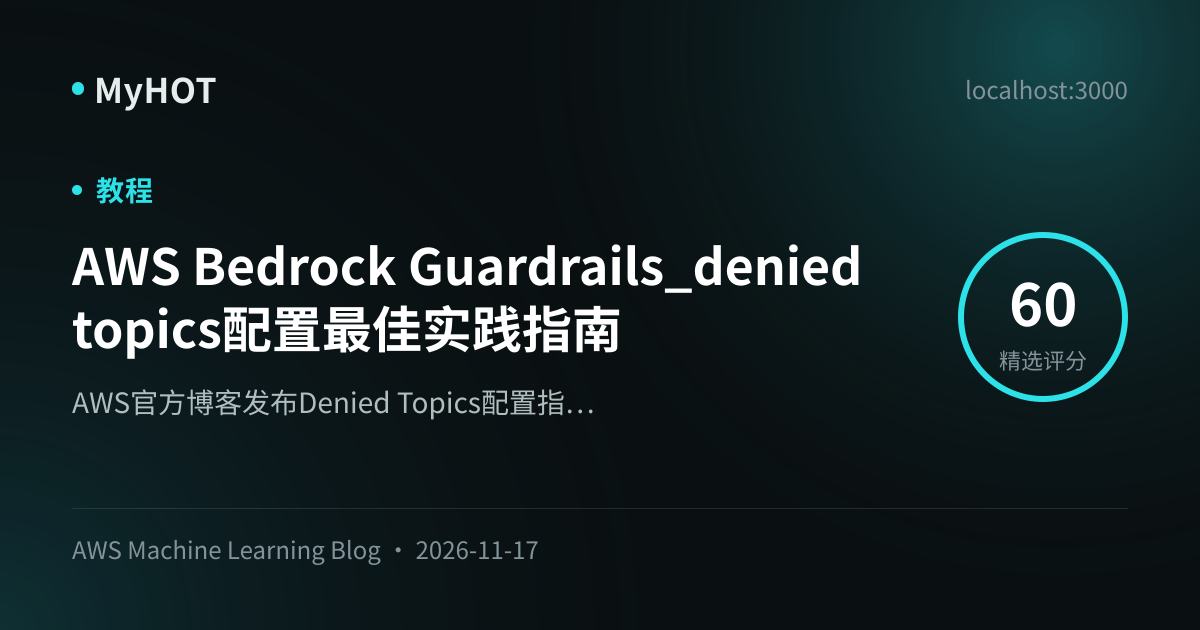 MyHOT
localhost:3000
教程
AWS Bedrock Guardrails_denied
topics配置最佳实践指南
60
精选评分
AWS官方博客发布Denied Topics配置指…
AWS Machine Learning Blog · 2026-11-17